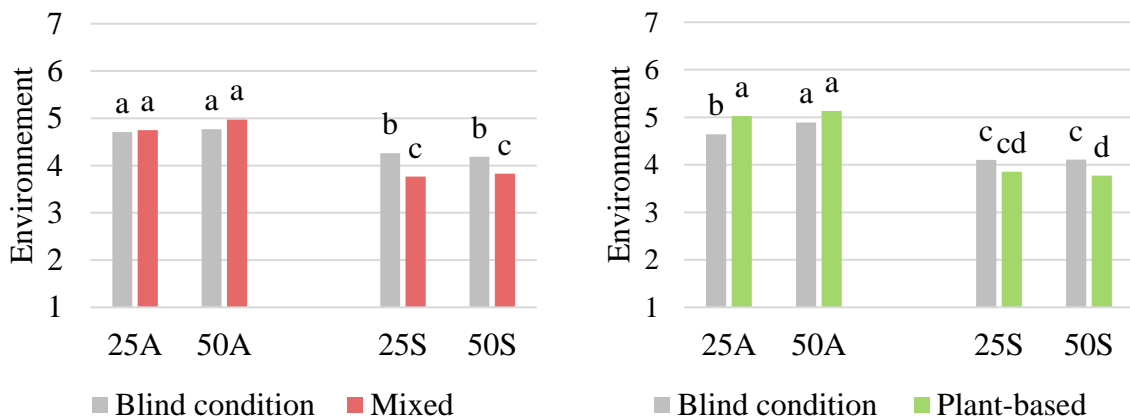 7
6
5
4
3
2
1
Environnement
a a a a b c b c
25A 50A 25S 50S
Blind condition Mixed
7
6
5
4
3
2
1
Environnement
b a a a c cd c d
25A 50A 25S 50S
Blind condition Plant-based